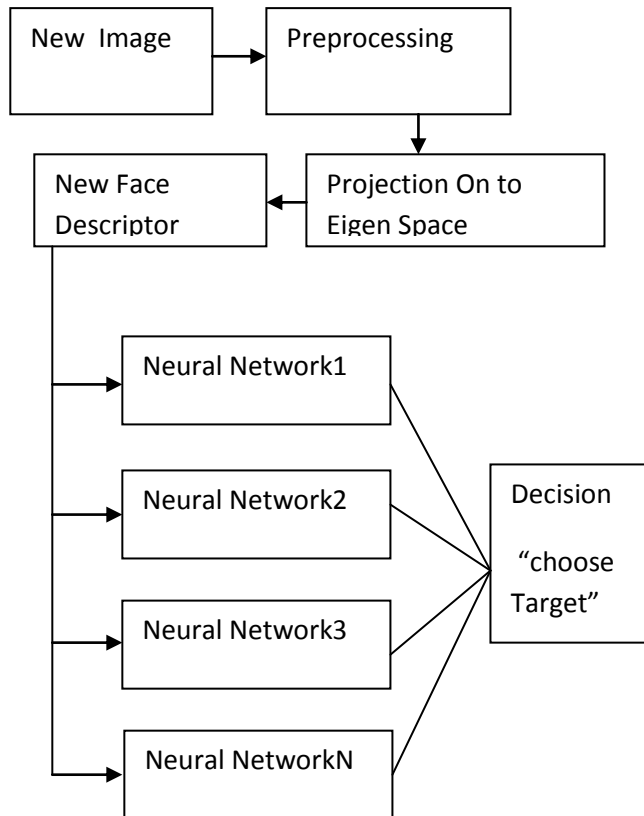 New  Image
Preprocessing
New Face
Descriptor
Projection On to
Eigen Space
Neural Network1
Neural Network2
Neural Network3
Neural NetworkN
Decision
“choose
Target”